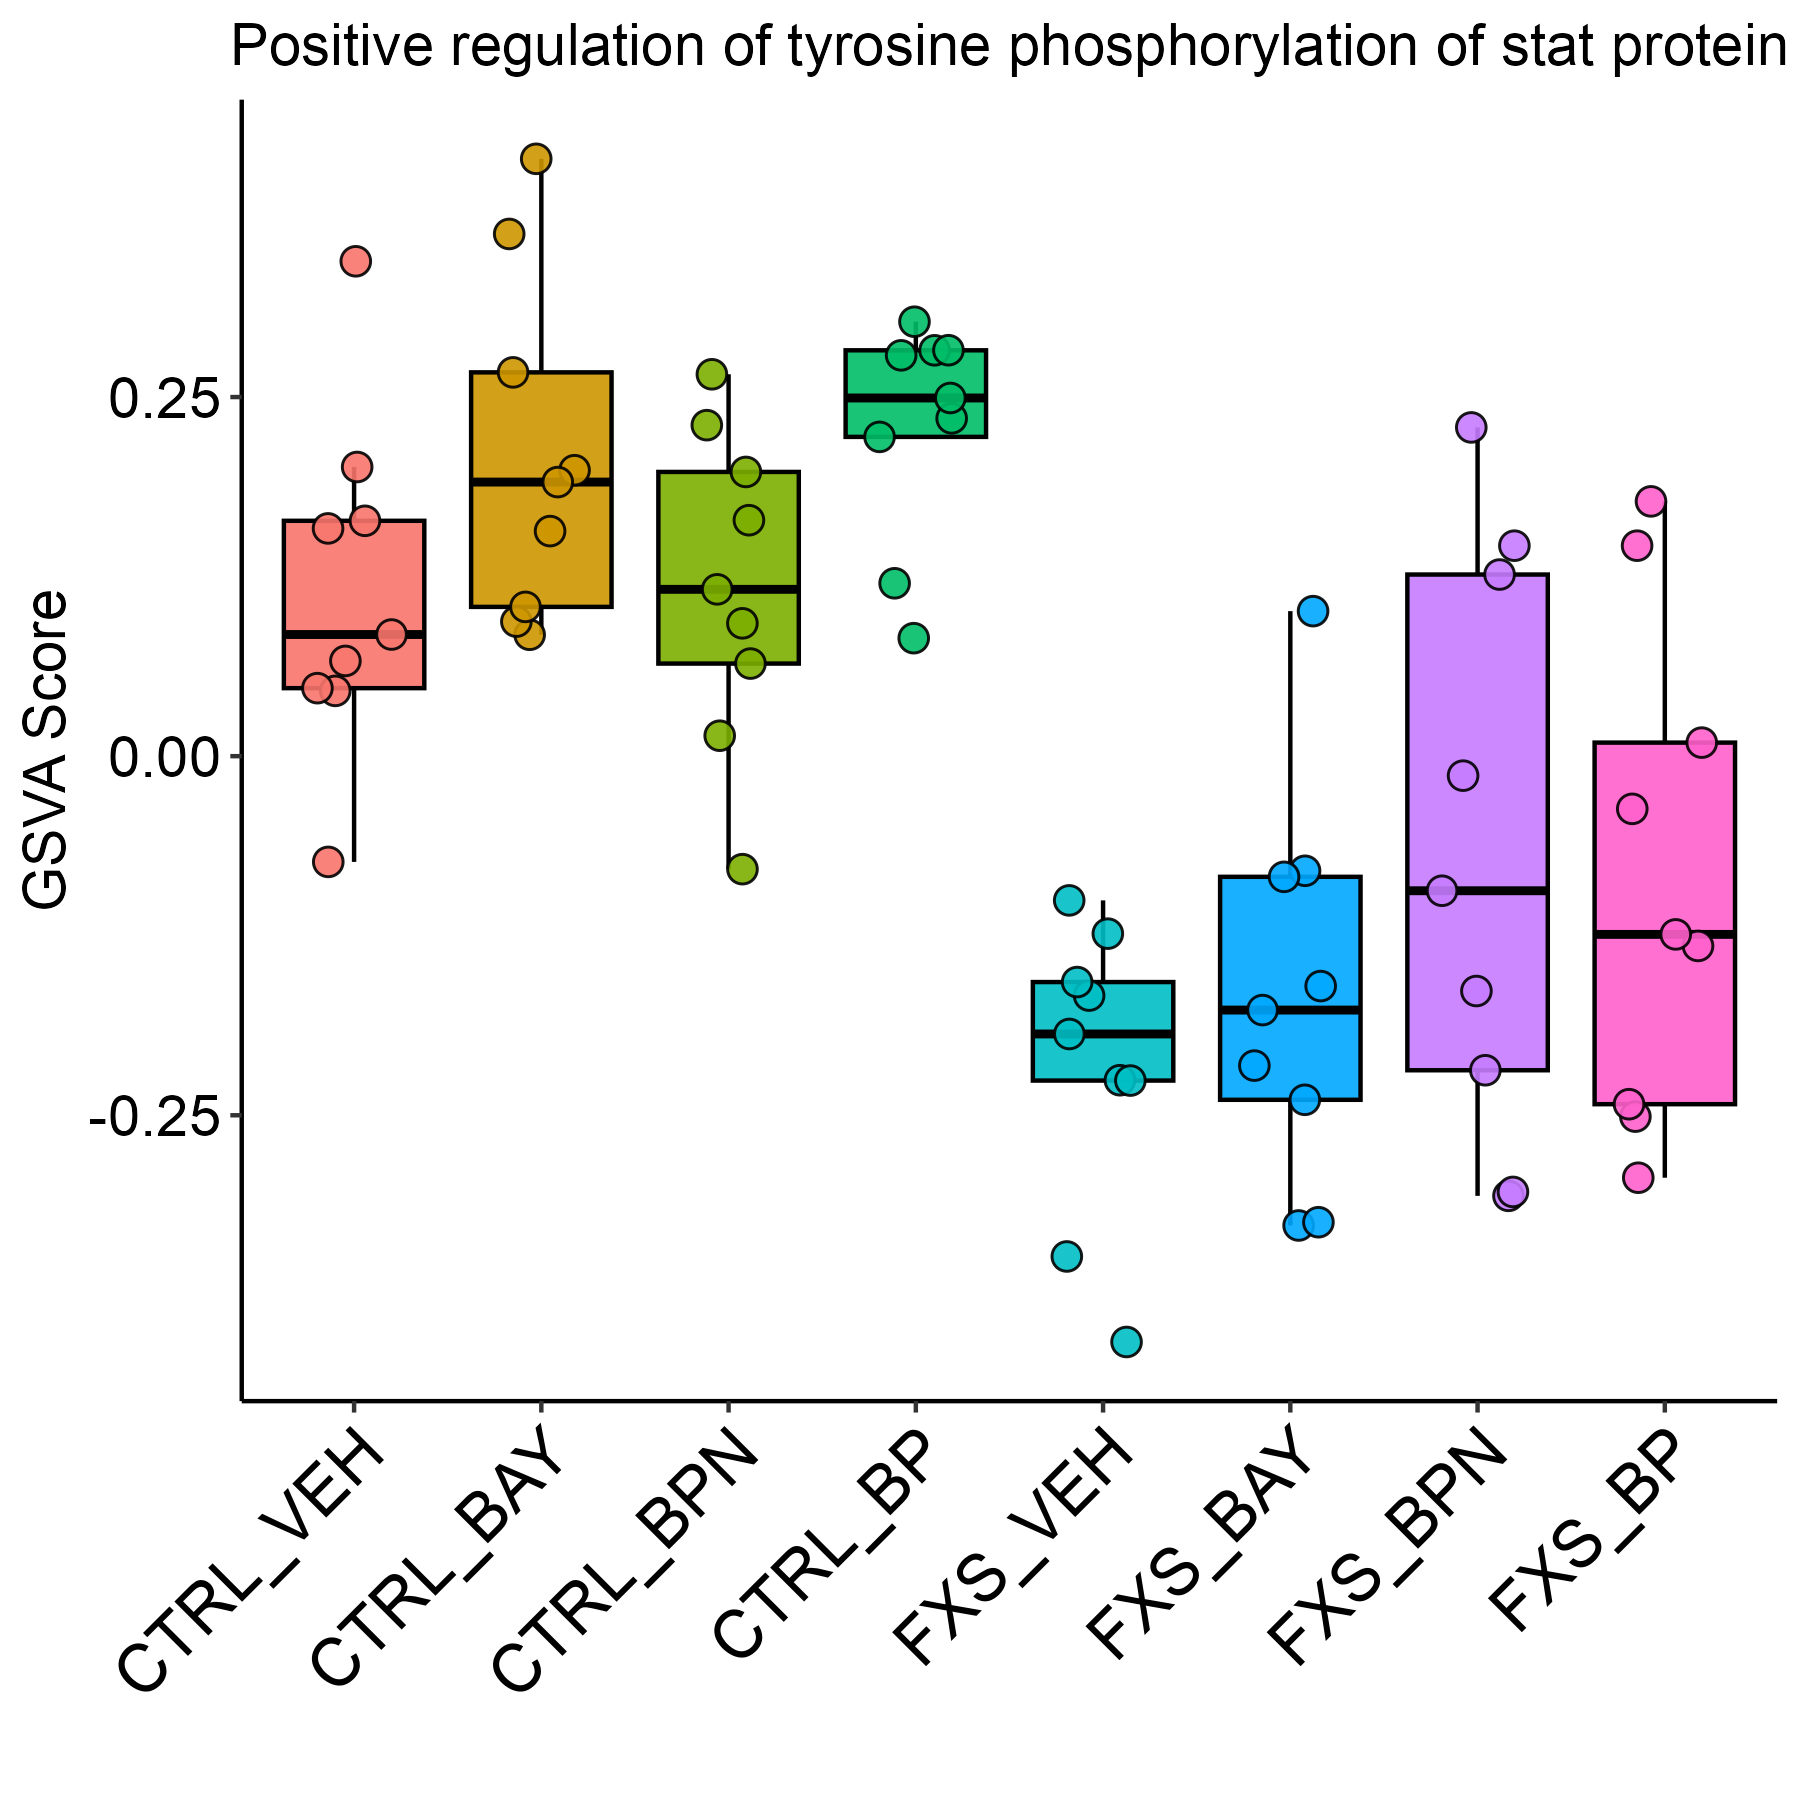 Positive regulation of tyrosine phosphorylation of stat protein
GSVA Score
0.25
0.00
-0.25
CTRL_VEH
CTRL_BAY
CTRL_BPN
CTRL_BP
FXS_VEH
FXS_BAY
FXS_BPN
FXS_BP